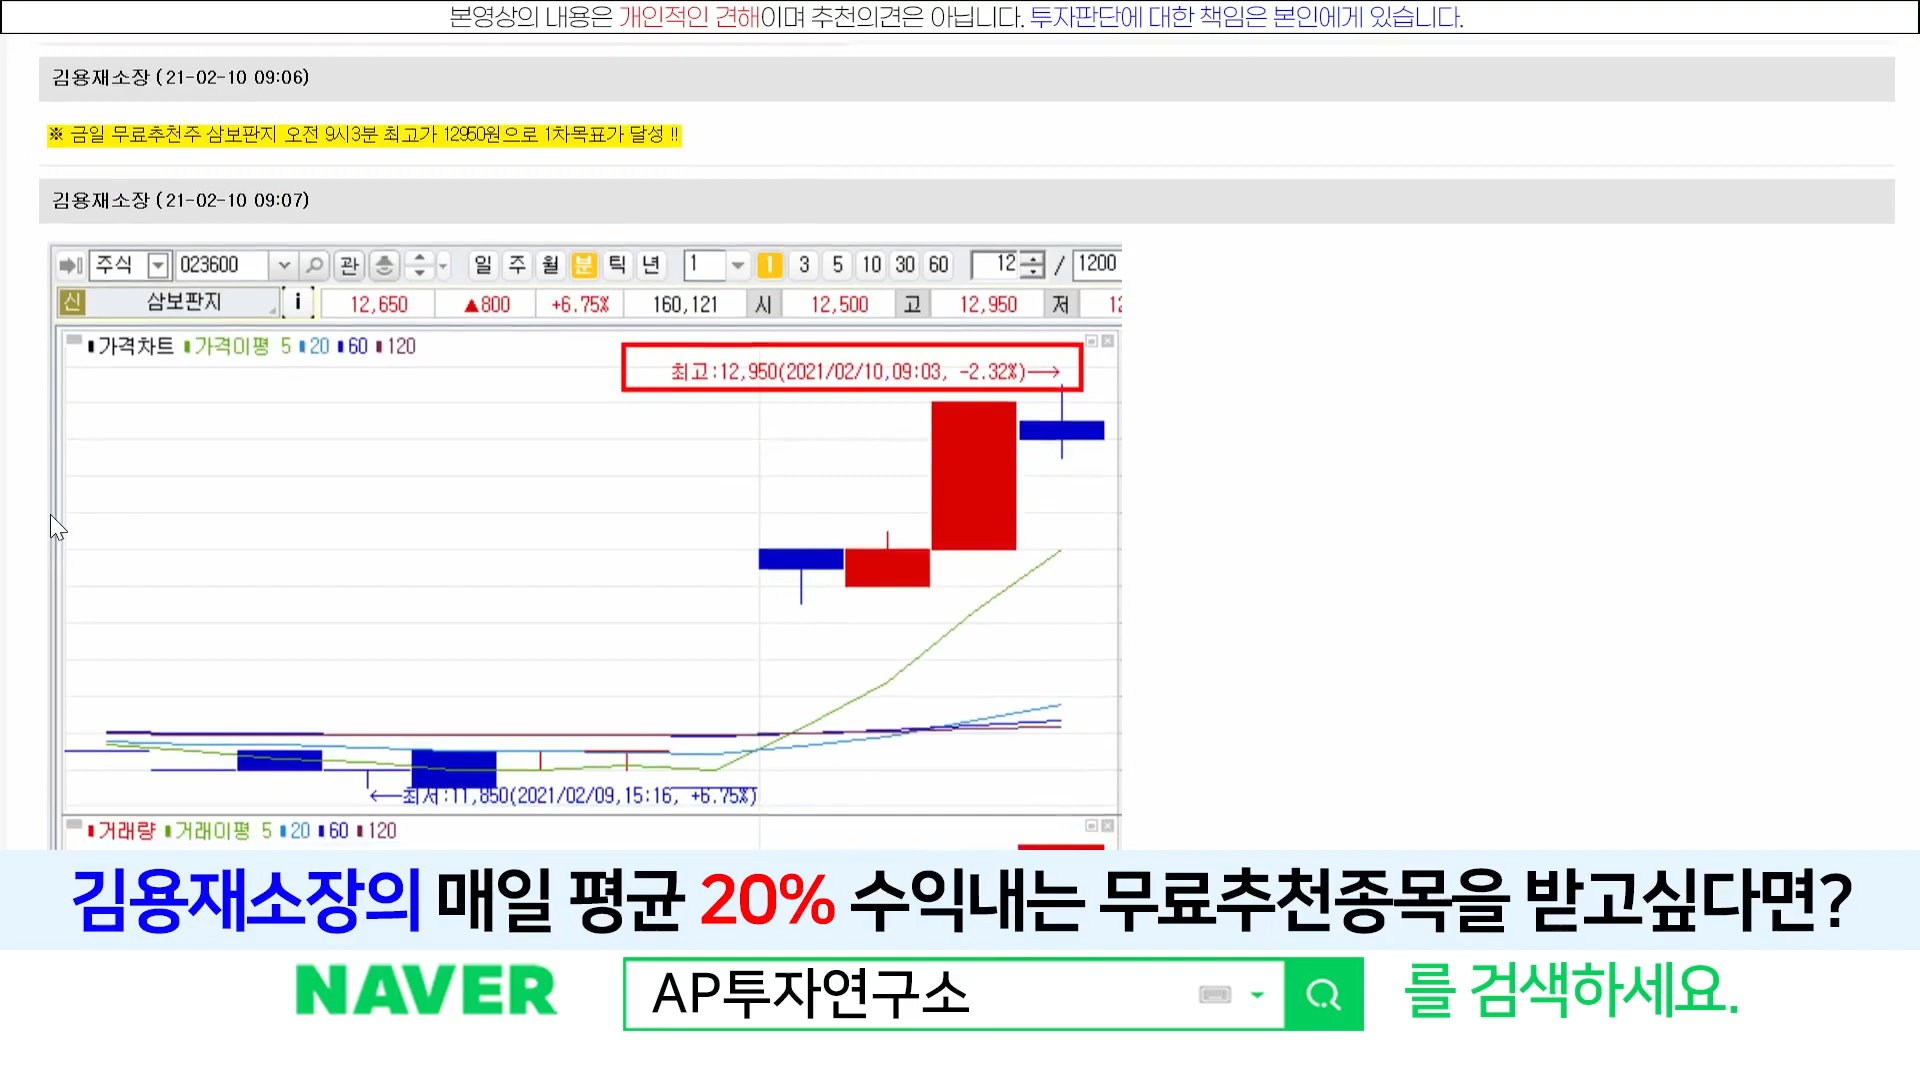 본영상의 내용은 개인적인 견해이며 추천의견은 아닙니다. 투자판단에 대한 책임은 본인에게 있습니다.
김용재소장 (21-02-10 09:06)
※ 금일 무료추천주 삼보판지 오전 9시3분 최고가 12950원으로 1차목표가 달성 !!
김용재소장 (21-02-10 09:07)
주식 023600 관 일 주 월 분 틱 년 1 1 3 5 10 30 60 12 / 1200
신 삼보판지 i 12,650 ▲800 +6.75% 160,121 시 12,500 고 12,950 저
가격차트 가격이평 5 20 60 120
최고:12,950(2021/02/10,09:03, -2.32%)→
←최저:11,850(2021/02/09,15:16, +6.75%)
거래량 거래이평 5 20 60 120
김용재소장의 매일 평균 20% 수익내는 무료추천종목을 받고싶다면?
NAVER AP투자연구소 를 검색하세요.